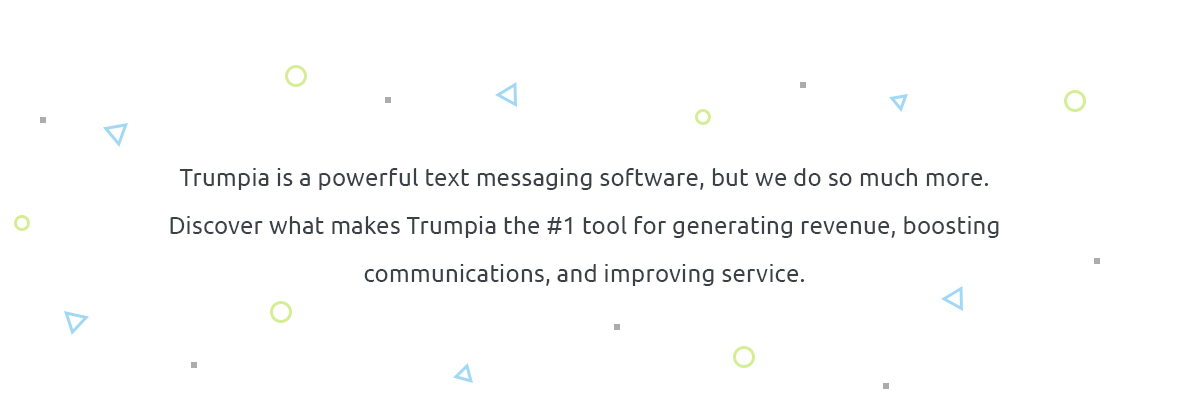 Trumpia is a powerful text messaging software, but we do so much more.
Discover what makes Trumpia the #1 tool for generating revenue, boosting
communications, and improving service.